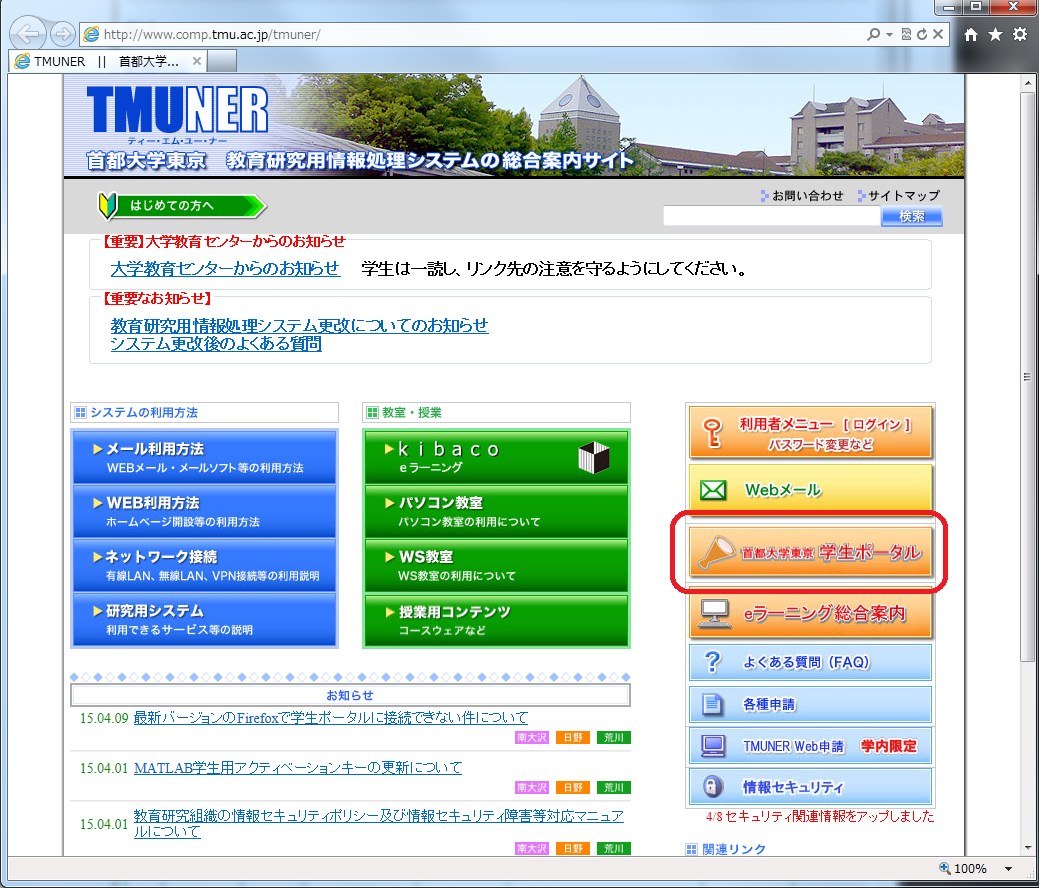 http://www.comp.tmu.ac.jp/tmuner/
TMUNER || 首都大学...
TMUNER
ティー・エム・ユー・ナー
首都大学東京 教育研究用情報処理システムの総合案内サイト
はじめての方へ
お問い合わせ サイトマップ
検索
【重要】大学教育センターからのお知らせ
大学教育センターからのお知らせ 学生は一読し、リンク先の注意を守るようにしてください。
【重要なお知らせ】
教育研究用情報処理システム更改についてのお知らせ
システム更改後のよくある質問
システムの利用方法
メール利用方法
WEBメール・メールソフト等の利用方法
WEB利用方法
ホームページ開設等の利用方法
ネットワーク接続
有線LAN、無線LAN、VPN接続等の利用説明
研究用システム
利用できるサービス等の説明
教室・授業
kibaco
eラーニング
パソコン教室
パソコン教室の利用について
WS教室
WS教室の利用について
授業用コンテンツ
コースウェアなど
利用者メニュー [ログイン]
パスワード変更など
Webメール
首都大学東京 学生ポータル
eラーニング総合案内
よくある質問（FAQ）
各種申請
TMUNER Web申請 学内限定
情報セキュリティ
4/8 セキュリティ関連情報をアップしました
関連リンク
お知らせ
15.04.09 最新バージョンのFirefoxで学生ポータルに接続できない件について
南大沢 日野 荒川
15.04.01 MATLAB学生用アクティベーションキーの更新について
南大沢 日野 荒川
15.04.01 教育研究組織の情報セキュリティポリシー及び情報セキュリティ障害等対応マニュア
ルについて
南大沢 日野 荒川
100%